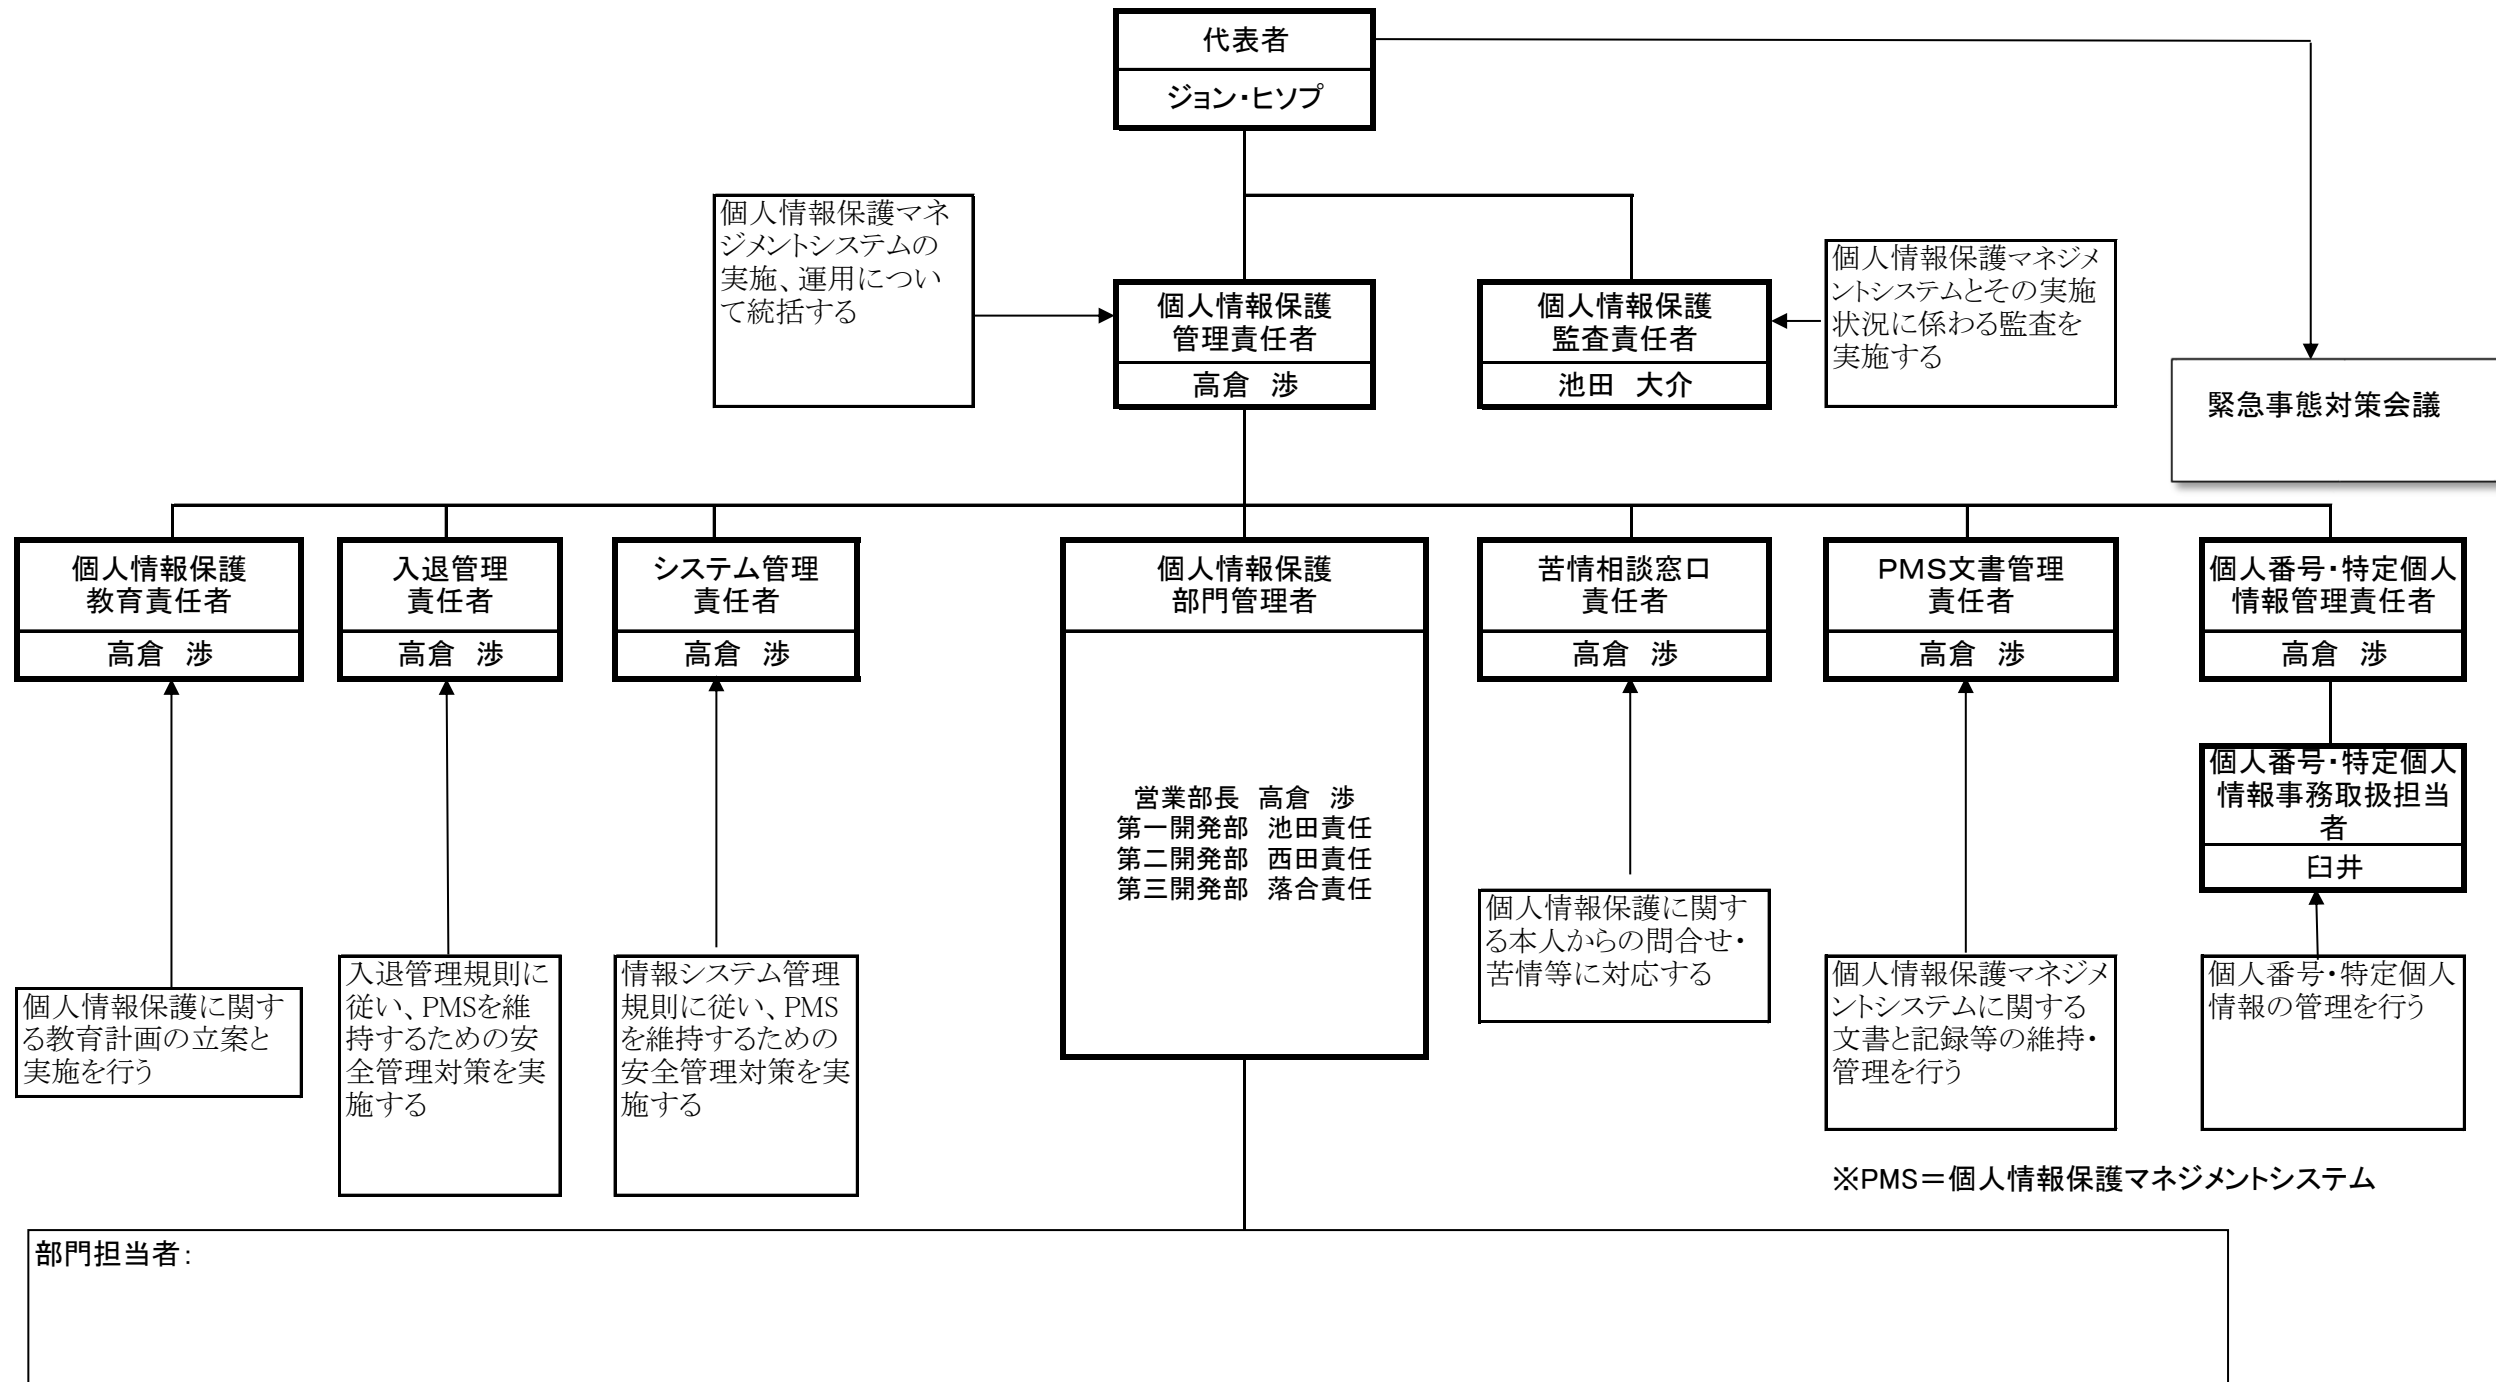 代表者
ジョン・ヒソプ
個人情報保護マネ
ジメントシステムの
実施、運用につい
て統括する
個人情報保護
管理責任者
高倉　渉
個人情報保護
監査責任者
池田　大介
個人情報保護マネジメ
ントシステムとその実施
状況に係わる監査を
実施する
緊急事態対策会議
個人情報保護
教育責任者
高倉　渉
入退管理
責任者
高倉　渉
システム管理
責任者
高倉　渉
個人情報保護
部門管理者
営業部長　高倉　渉
第一開発部　池田責任
第二開発部　西田責任
第三開発部　落合責任
苦情相談窓口
責任者
高倉　渉
PMS文書管理
責任者
高倉　渉
個人番号・特定個人
情報管理責任者
高倉　渉
個人番号・特定個人
情報事務取扱担当
者
臼井
個人情報保護に関す
る教育計画の立案と
実施を行う
入退管理規則に
従い、PMSを維
持するための安
全管理対策を実
施する
情報システム管理
規則に従い、PMS
を維持するための
安全管理対策を実
施する
個人情報保護に関す
る本人からの問合せ・
苦情等に対応する
個人情報保護マネジメ
ントシステムに関する
文書と記録等の維持・
管理を行う
個人番号・特定個人
情報の管理を行う
※PMS＝個人情報保護マネジメントシステム
部門担当者：